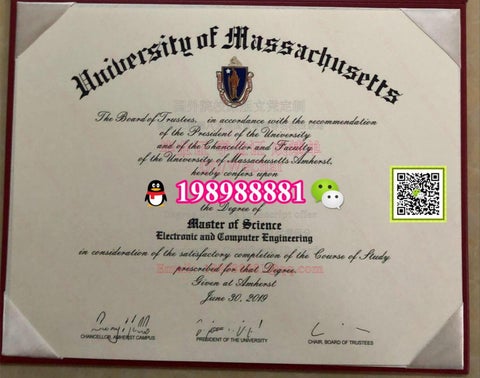 University of Massachusetts
The Board of Trustees, in accordance with the recommendation
of the President of the University
and of the Chancellor and Faculty
of the University of Massachusetts Amherst,
hereby confers upon
198988881
the Degree of
Master of Science
Electronic and Computer Engineering
in consideration of the satisfactory completion of the Course of Study
prescribed for that Degree.
Given at Amherst
June 30, 2019
CHANCELLOR, AMHERST CAMPUS
PRESIDENT OF THE UNIVERSITY
CHAIR, BOARD OF TRUSTEES